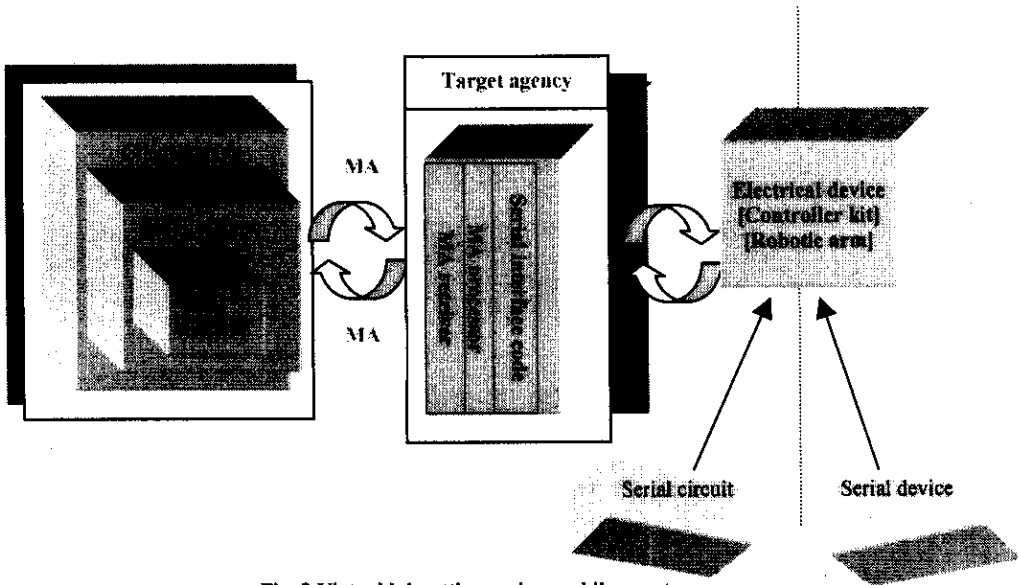 Target agency
MA
MA
MA receiver
MA processor
Serial interface code
Electrical device
[Controller kit]
[Robotic arm]
Serial circuit
Serial device